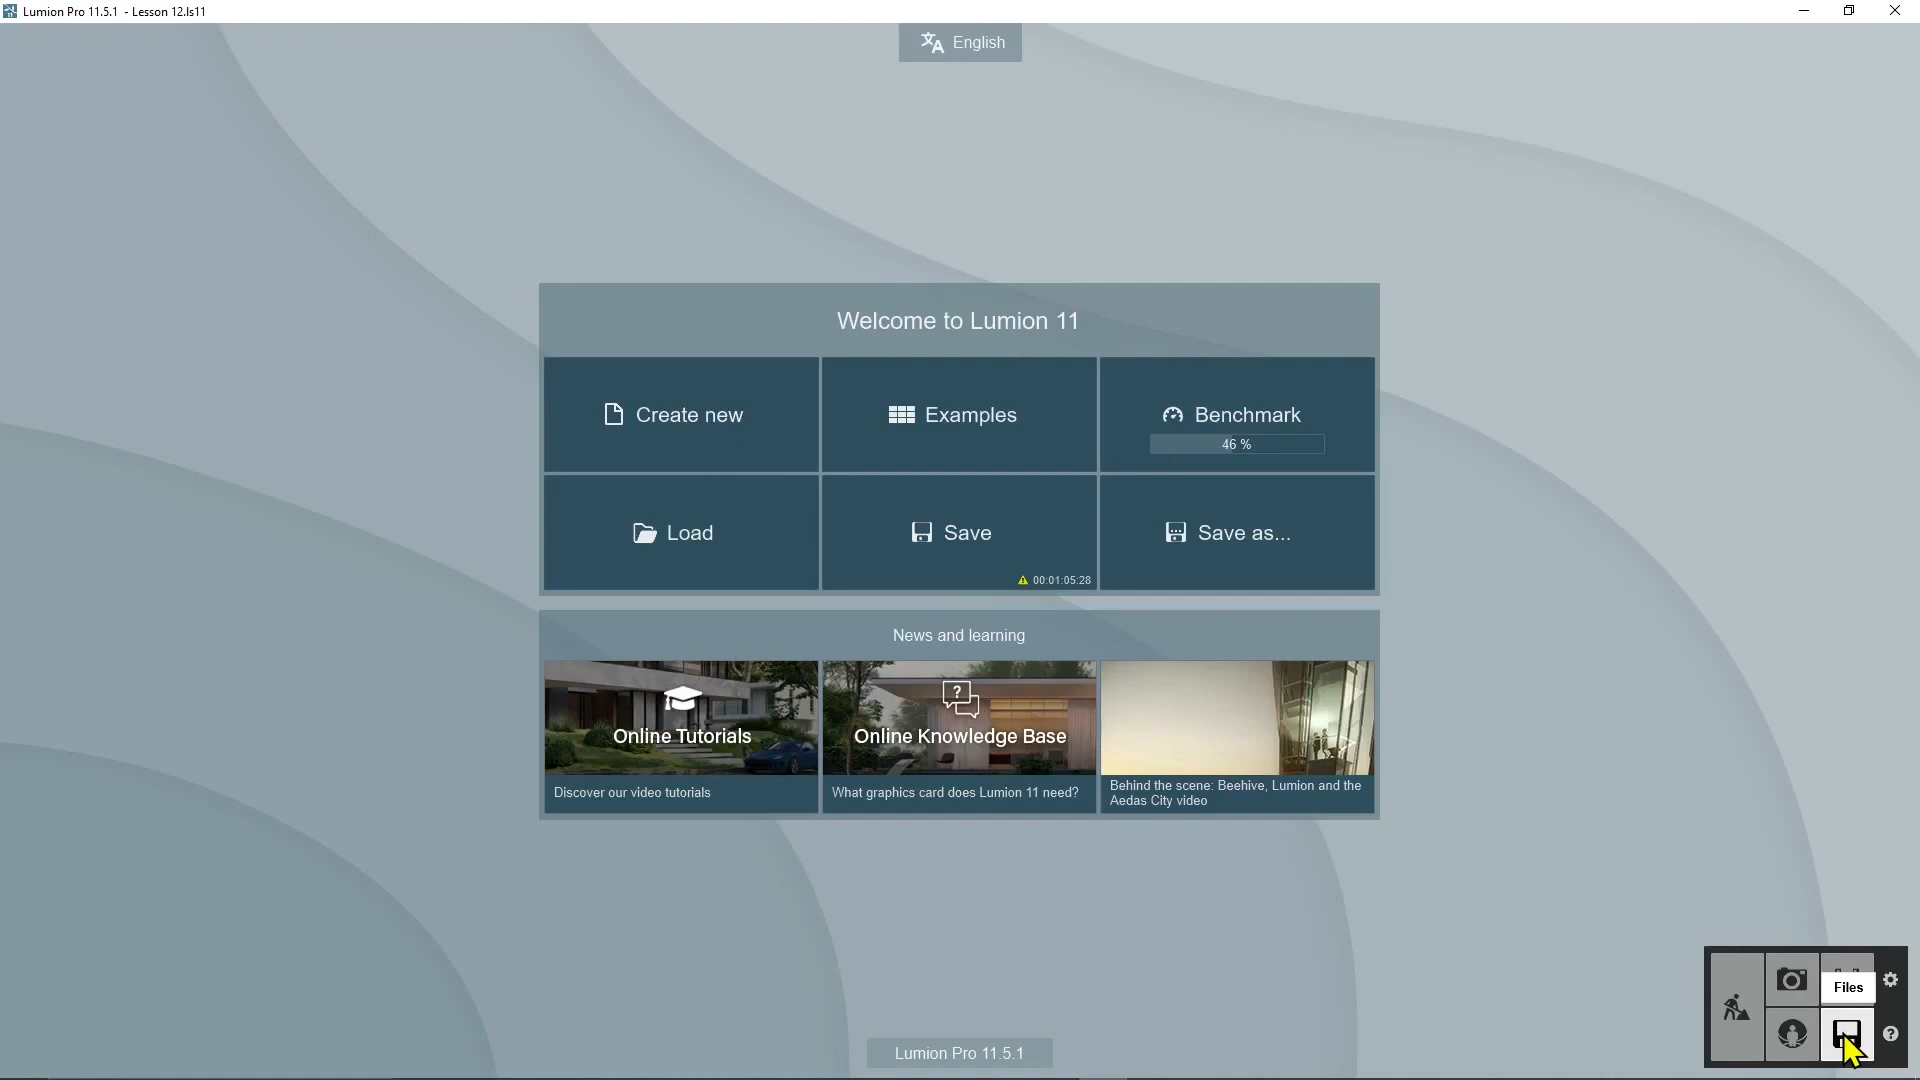 Lumion Pro 11.5.1 - Lesson 12.ls11
English
Welcome to Lumion 11
Create new
Examples
Benchmark
46 %
Load
Save
Save as...
00:01:05:28
News and learning
Online Tutorials
Online Knowledge Base
Discover our video tutorials
What graphics card does Lumion 11 need?
Behind the scene: Beehive, Lumion and the
Aedas City video
Files
Lumion Pro 11.5.1